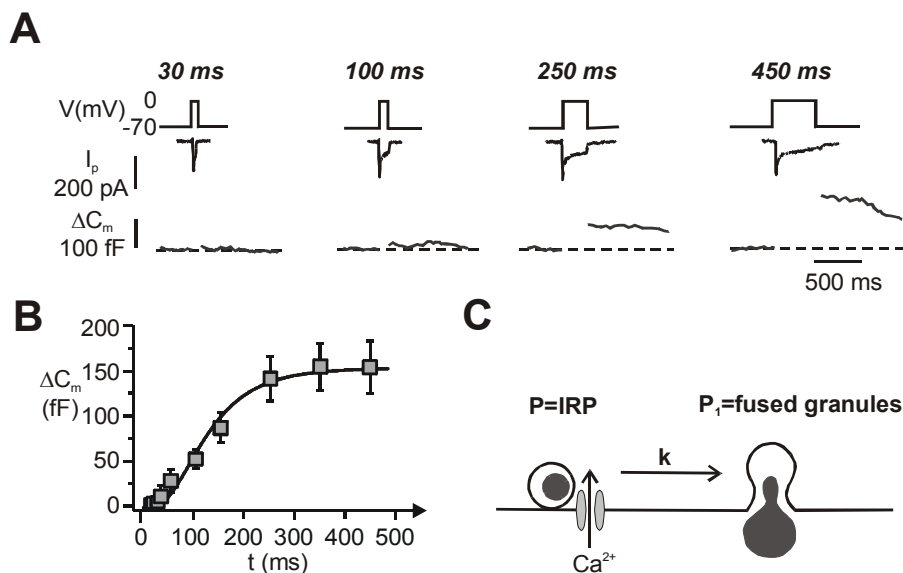 A
30 ms 100 ms 250 ms 450 ms
V(mV) 0
-70
Ip
200 pA
ΔCm
100 fF
500 ms
B
ΔCm
(fF)
200
150
100
50
0
0 100 200 300 400 500
t (ms)
C
P=IRP P1=fused granules
k
Ca2+